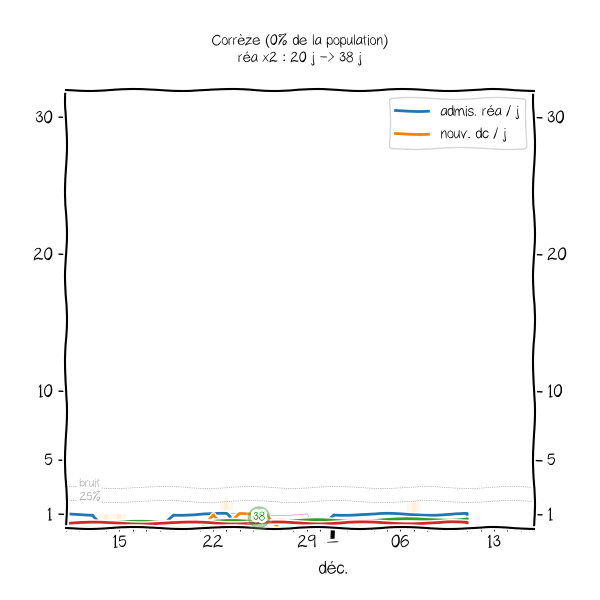 Corrèze (0% de la population)
réa x2 : 20 j -> 38 j
admis. réa / j
nouv. dc / j
30
30
20
20
10
10
5
5
bruit
25%
1
38
1
15
22
29
06
13
déc.